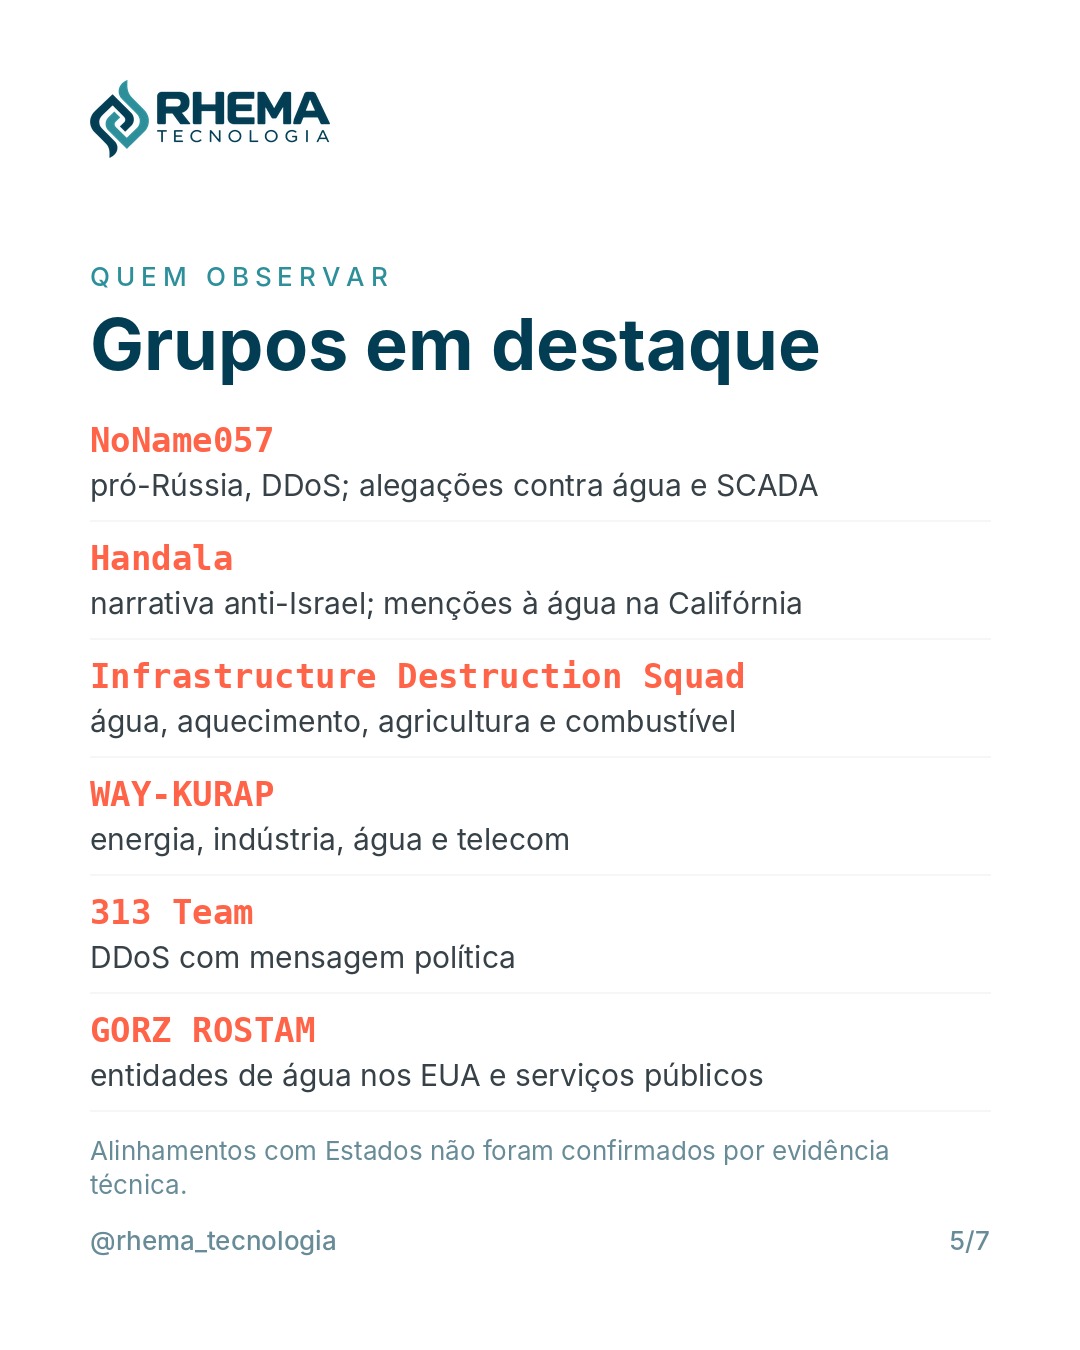 RHEMA
TECNOLOGIA
QUEM OBSERVAR
Grupos em destaque
NoName057
pró-Rússia, DDoS; alegações contra água e SCADA
Handala
narrativa anti-Israel; menções à água na Califórnia
Infrastructure Destruction Squad
água, aquecimento, agricultura e combustível
WAY-KURAP
energia, indústria, água e telecom
313 Team
DDoS com mensagem política
GORZ ROSTAM
entidades de água nos EUA e serviços públicos
Alinhamentos com Estados não foram confirmados por evidência
técnica.
@rhema_tecnologia
5/7